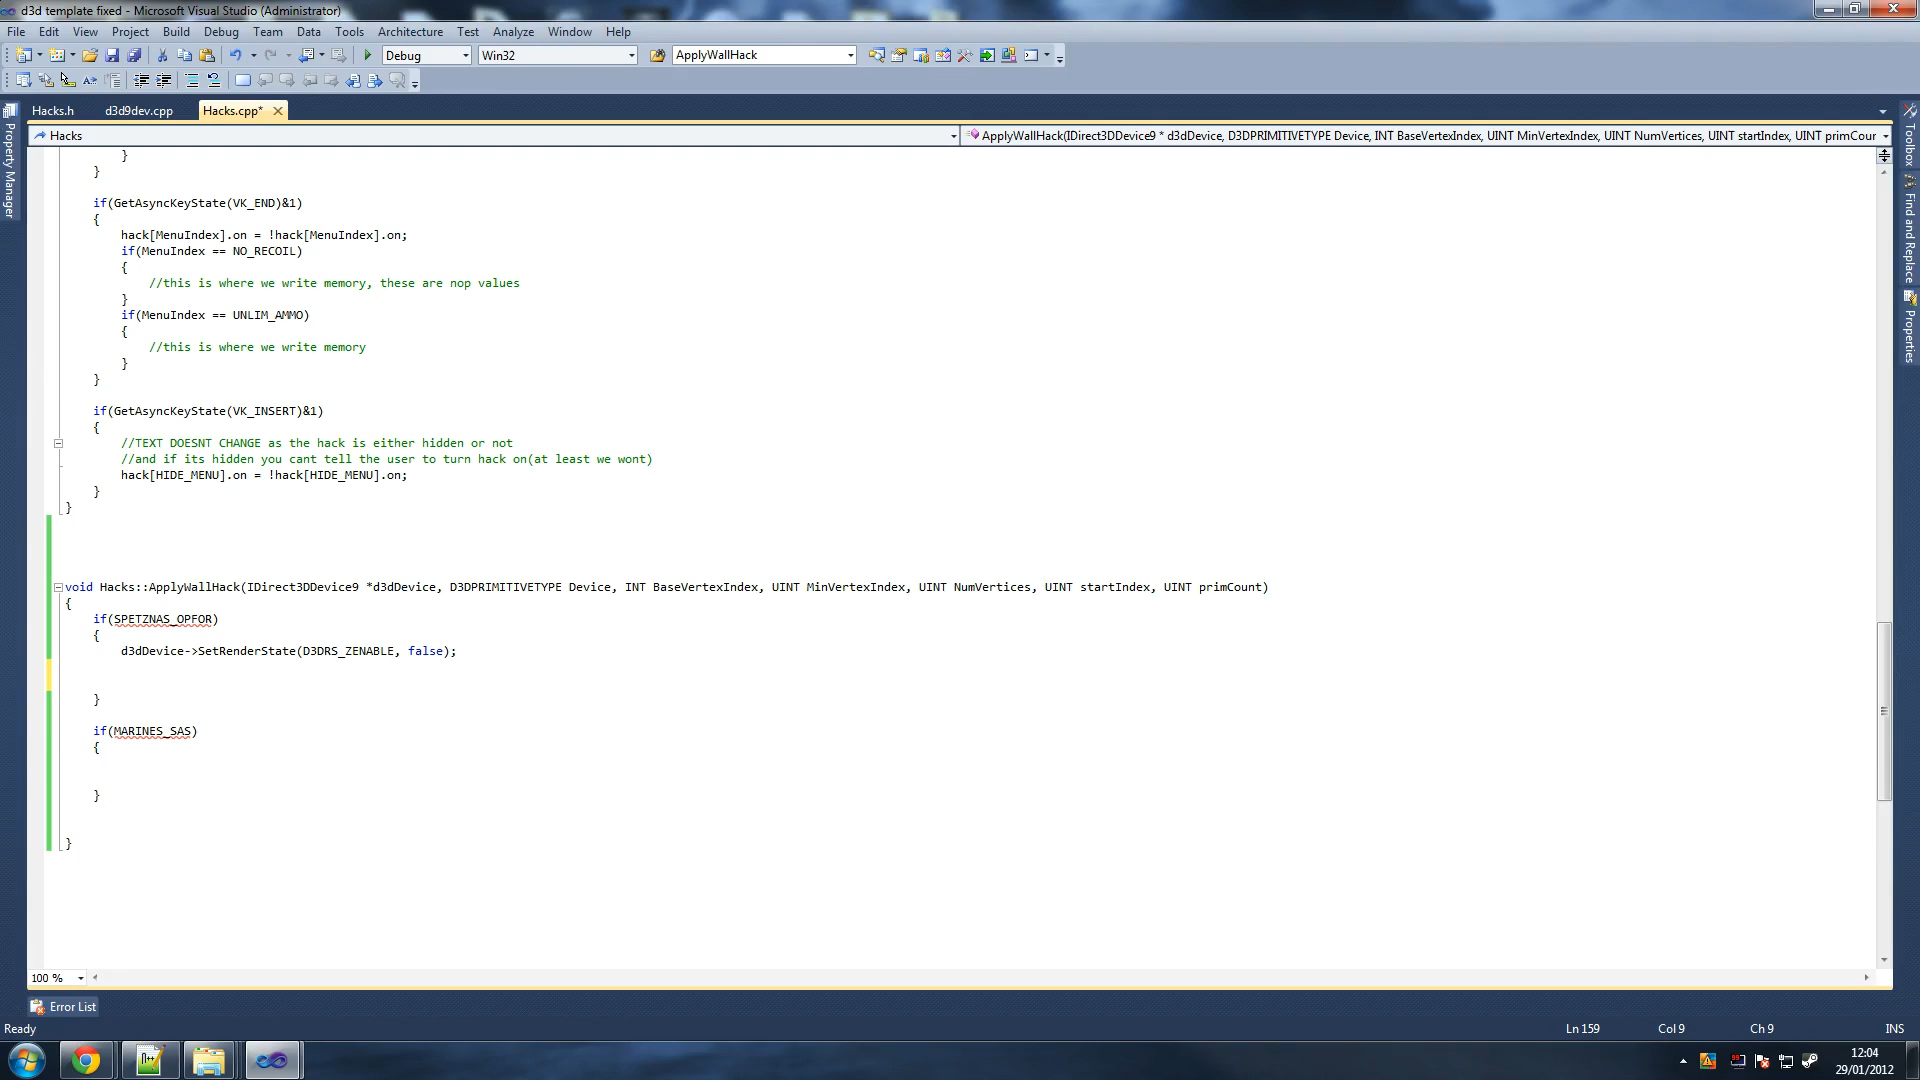 d3d template fixed - Microsoft Visual Studio (Administrator)
File Edit View Project Build Debug Team Data Tools Architecture Test Analyze Window Help
Debug Win32 ApplyWallHack
Hacks.h d3d9dev.cpp Hacks.cpp*
Hacks ApplyWallHack(IDirect3DDevice9 * d3dDevice, D3DPRIMITIVETYPE Device, INT BaseVertexIndex, UINT MinVertexIndex, UINT NumVertices, UINT startIndex, UINT primCour
Property Manager
Toolbox
Find and Replace
Properties
}
}
if(GetAsyncKeyState(VK_END)&1)
{
hack[MenuIndex].on = !hack[MenuIndex].on;
if(MenuIndex == NO_RECOIL)
{
//this is where we write memory, these are nop values
}
if(MenuIndex == UNLIM_AMMO)
{
//this is where we write memory
}
}
if(GetAsyncKeyState(VK_INSERT)&1)
{
//TEXT DOESNT CHANGE as the hack is either hidden or not
//and if its hidden you cant tell the user to turn hack on(at least we wont)
hack[HIDE_MENU].on = !hack[HIDE_MENU].on;
}
}
void Hacks::ApplyWallHack(IDirect3DDevice9 *d3dDevice, D3DPRIMITIVETYPE Device, INT BaseVertexIndex, UINT MinVertexIndex, UINT NumVertices, UINT startIndex, UINT primCount)
{
if(SPETZNAS_OPFOR)
{
d3dDevice->SetRenderState(D3DRS_ZENABLE, false);
}
if(MARINES_SAS)
{
}
}
100 %
Error List
Ready Ln 159 Col 9 Ch 9 INS
12:04
29/01/2012